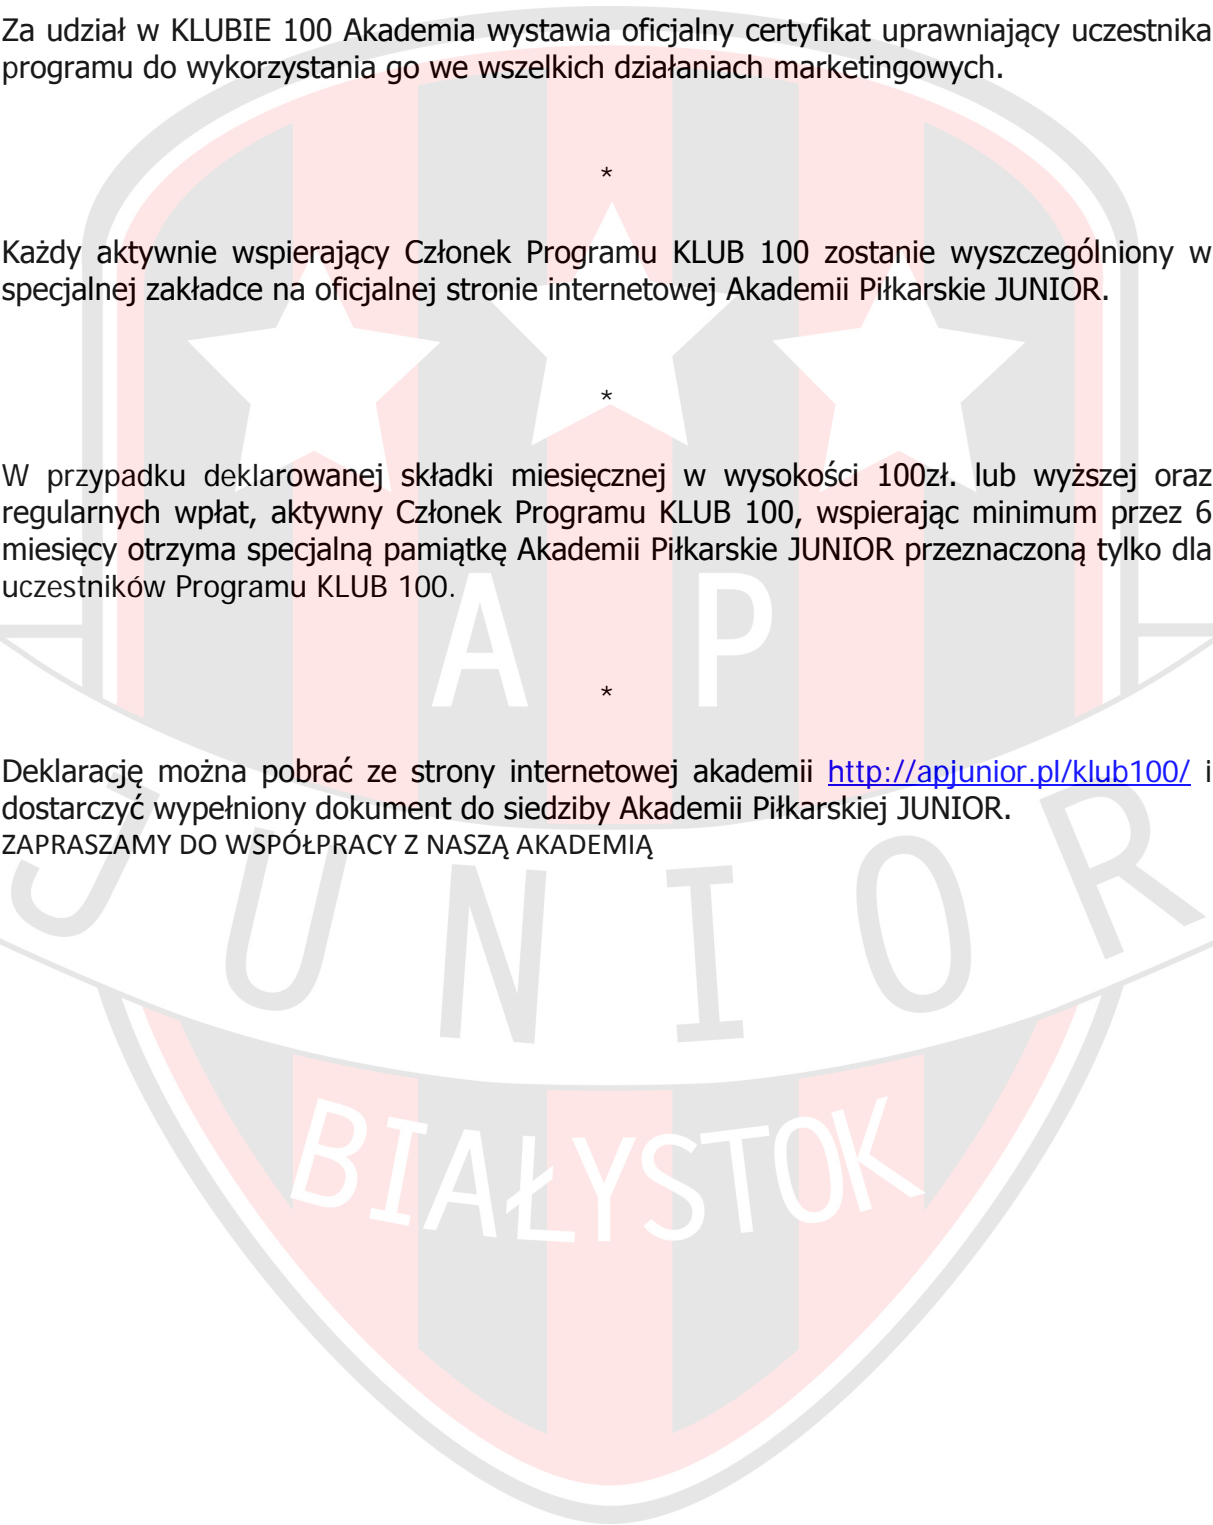 Za udział w KLUBIE 100 Akademia wystawia oficjalny certyfikat uprawniający uczestnika
programu do wykorzystania go we wszelkich działaniach marketingowych.
*
Każdy aktywnie wspierający Członek Programu KLUB 100 zostanie wyszczególniony w
specjalnej zakładce na oficjalnej stronie internetowej Akademii Piłkarskie JUNIOR.
*
W przypadku deklarowanej składki miesięcznej w wysokości 100zł. lub wyższej oraz
regularnych wpłat, aktywny Członek Programu KLUB 100, wspierając minimum przez 6
miesięcy otrzyma specjalną pamiątkę Akademii Piłkarskie JUNIOR przeznaczoną tylko dla
uczestników Programu KLUB 100.
A P
*
Deklarację można pobrać ze strony internetowej akademii http://apjunior.pl/klub100/ i
dostarczyć wypełniony dokument do siedziby Akademii Piłkarskiej JUNIOR.
ZAPRASZAMY DO WSPÓŁPRACY Z NASZĄ AKADEMIĄ
JUNIOR
BIAŁYSTOK